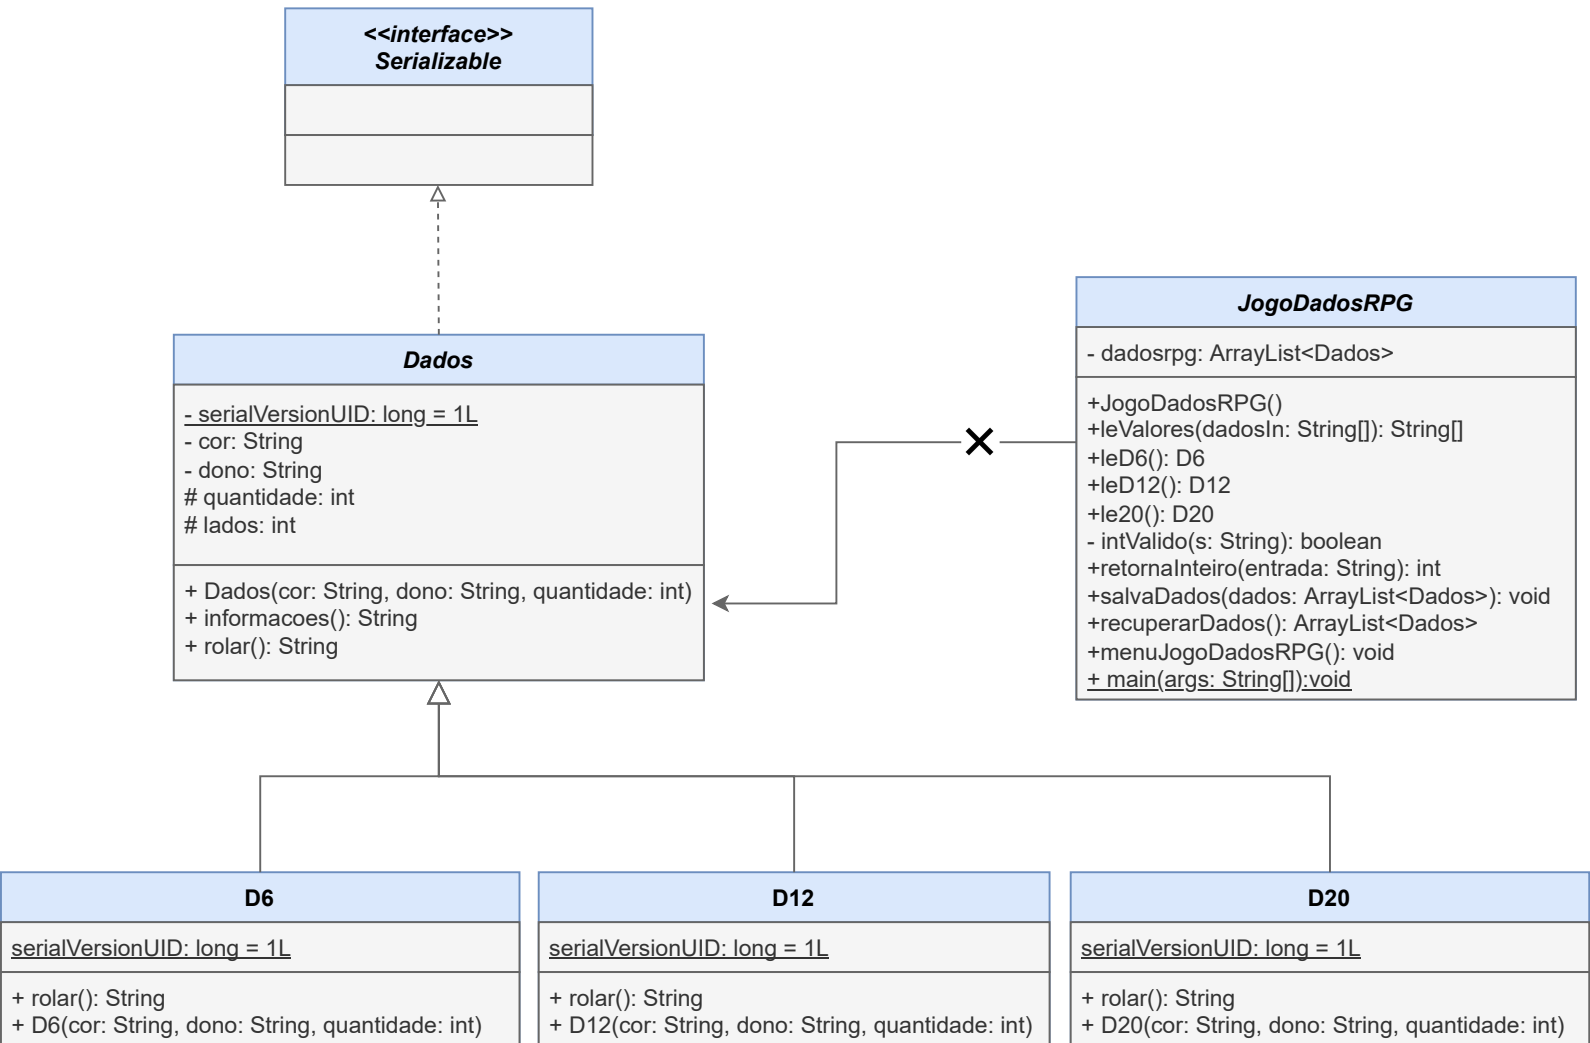 <<interface>>
Serializable
Dados
- serialVersionUID: long = 1L
- cor: String
- dono: String
# quantidade: int
# lados: int
+ Dados(cor: String, dono: String, quantidade: int)
+ informacoes(): String
+ rolar(): String
JogoDadosRPG
- dadosrpg: ArrayList<Dados>
+JogoDadosRPG()
+leValores(dadosIn: String[]): String[]
+leD6(): D6
+leD12(): D12
+le20(): D20
- intValido(s: String): boolean
+retornaInteiro(entrada: String): int
+salvaDados(dados: ArrayList<Dados>): void
+recuperarDados(): ArrayList<Dados>
+menuJogoDadosRPG(): void
+ main(args: String[]):void
D6
serialVersionUID: long = 1L
+ rolar(): String
+ D6(cor: String, dono: String, quantidade: int)
D12
serialVersionUID: long = 1L
+ rolar(): String
+ D12(cor: String, dono: String, quantidade: int)
D20
serialVersionUID: long = 1L
+ rolar(): String
+ D20(cor: String, dono: String, quantidade: int)